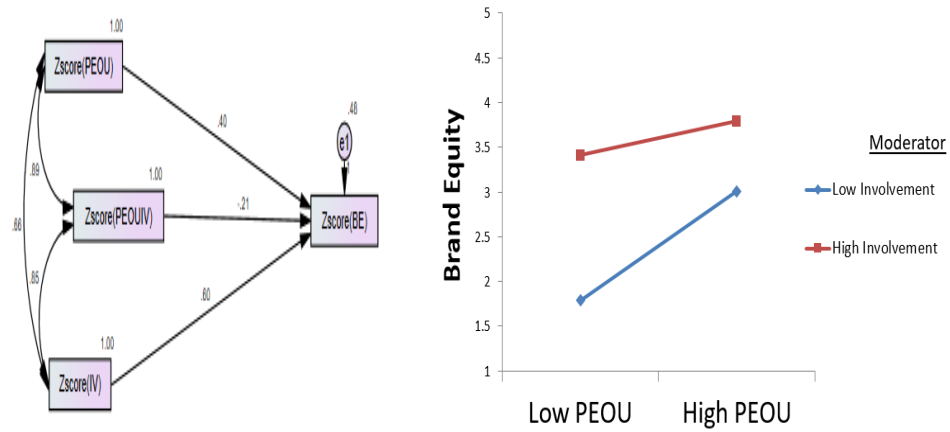 1.00
Zscore(PEOU)
.40
.48
e1
1
.89
1.00
Zscore(PEOUIV)
-.21
Zscore(BE)
.66
.85
.60
1.00
Zscore(IV)
5
4.5
4
3.5
3
2.5
2
1.5
1
Brand Equity
Low PEOU
High PEOU
Moderator
Low Involvement
High Involvement